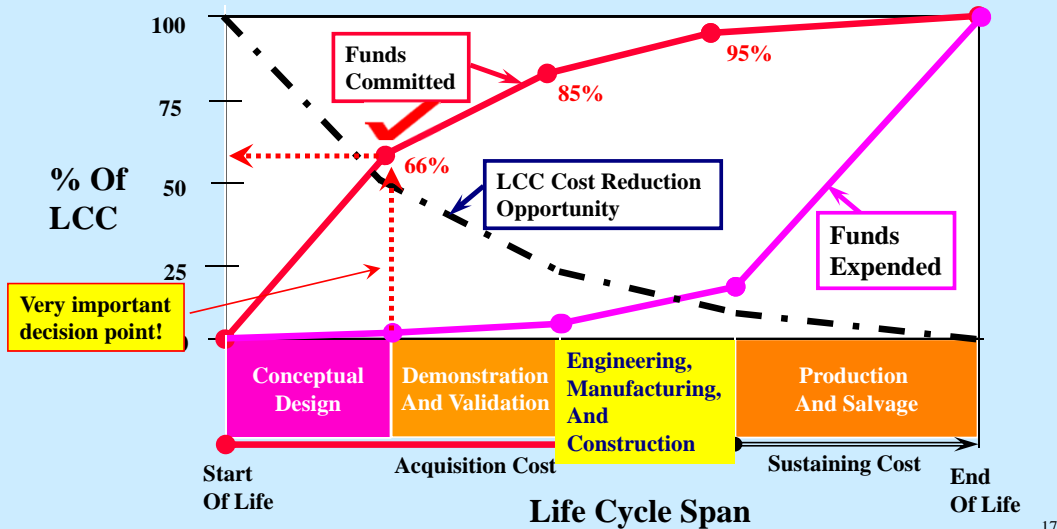 100
75
50
25
% Of
LCC
Funds
Committed
66%
85%
95%
LCC Cost Reduction
Opportunity
Funds
Expended
Very important
decision point!
Conceptual
Design
Demonstration
And Validation
Engineering,
Manufacturing,
And
Construction
Production
And Salvage
Start
Of Life
Acquisition Cost
Sustaining Cost
End
Of Life
Life Cycle Span
17